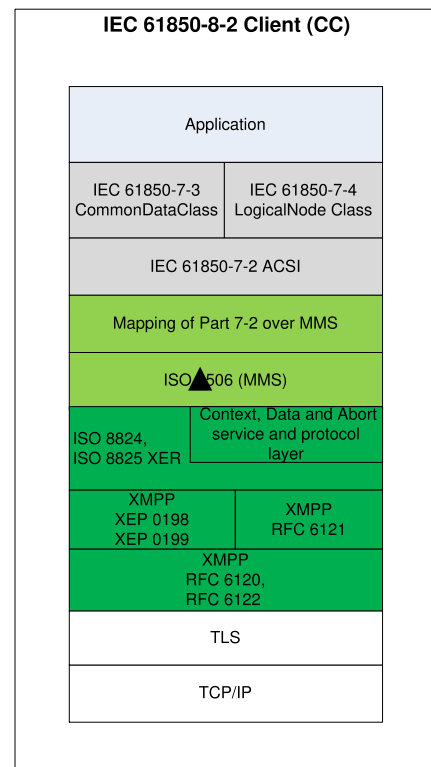 IEC 61850-8-2 Client (CC)
Application
IEC 61850-7-3
CommonDataClass
IEC 61850-7-4
LogicalNode Class
IEC 61850-7-2 ACSI
Mapping of Part 7-2 over MMS
(MMS)
ISO 8824,
ISO 8825 XER
Context, Data and Abort
service and protocol
layer
XMPP
XEP 0198
XEP 0199
XMPP
RFC 6121
XMPP
RFC 6120,
RFC 6122
TLS
TCP/IP